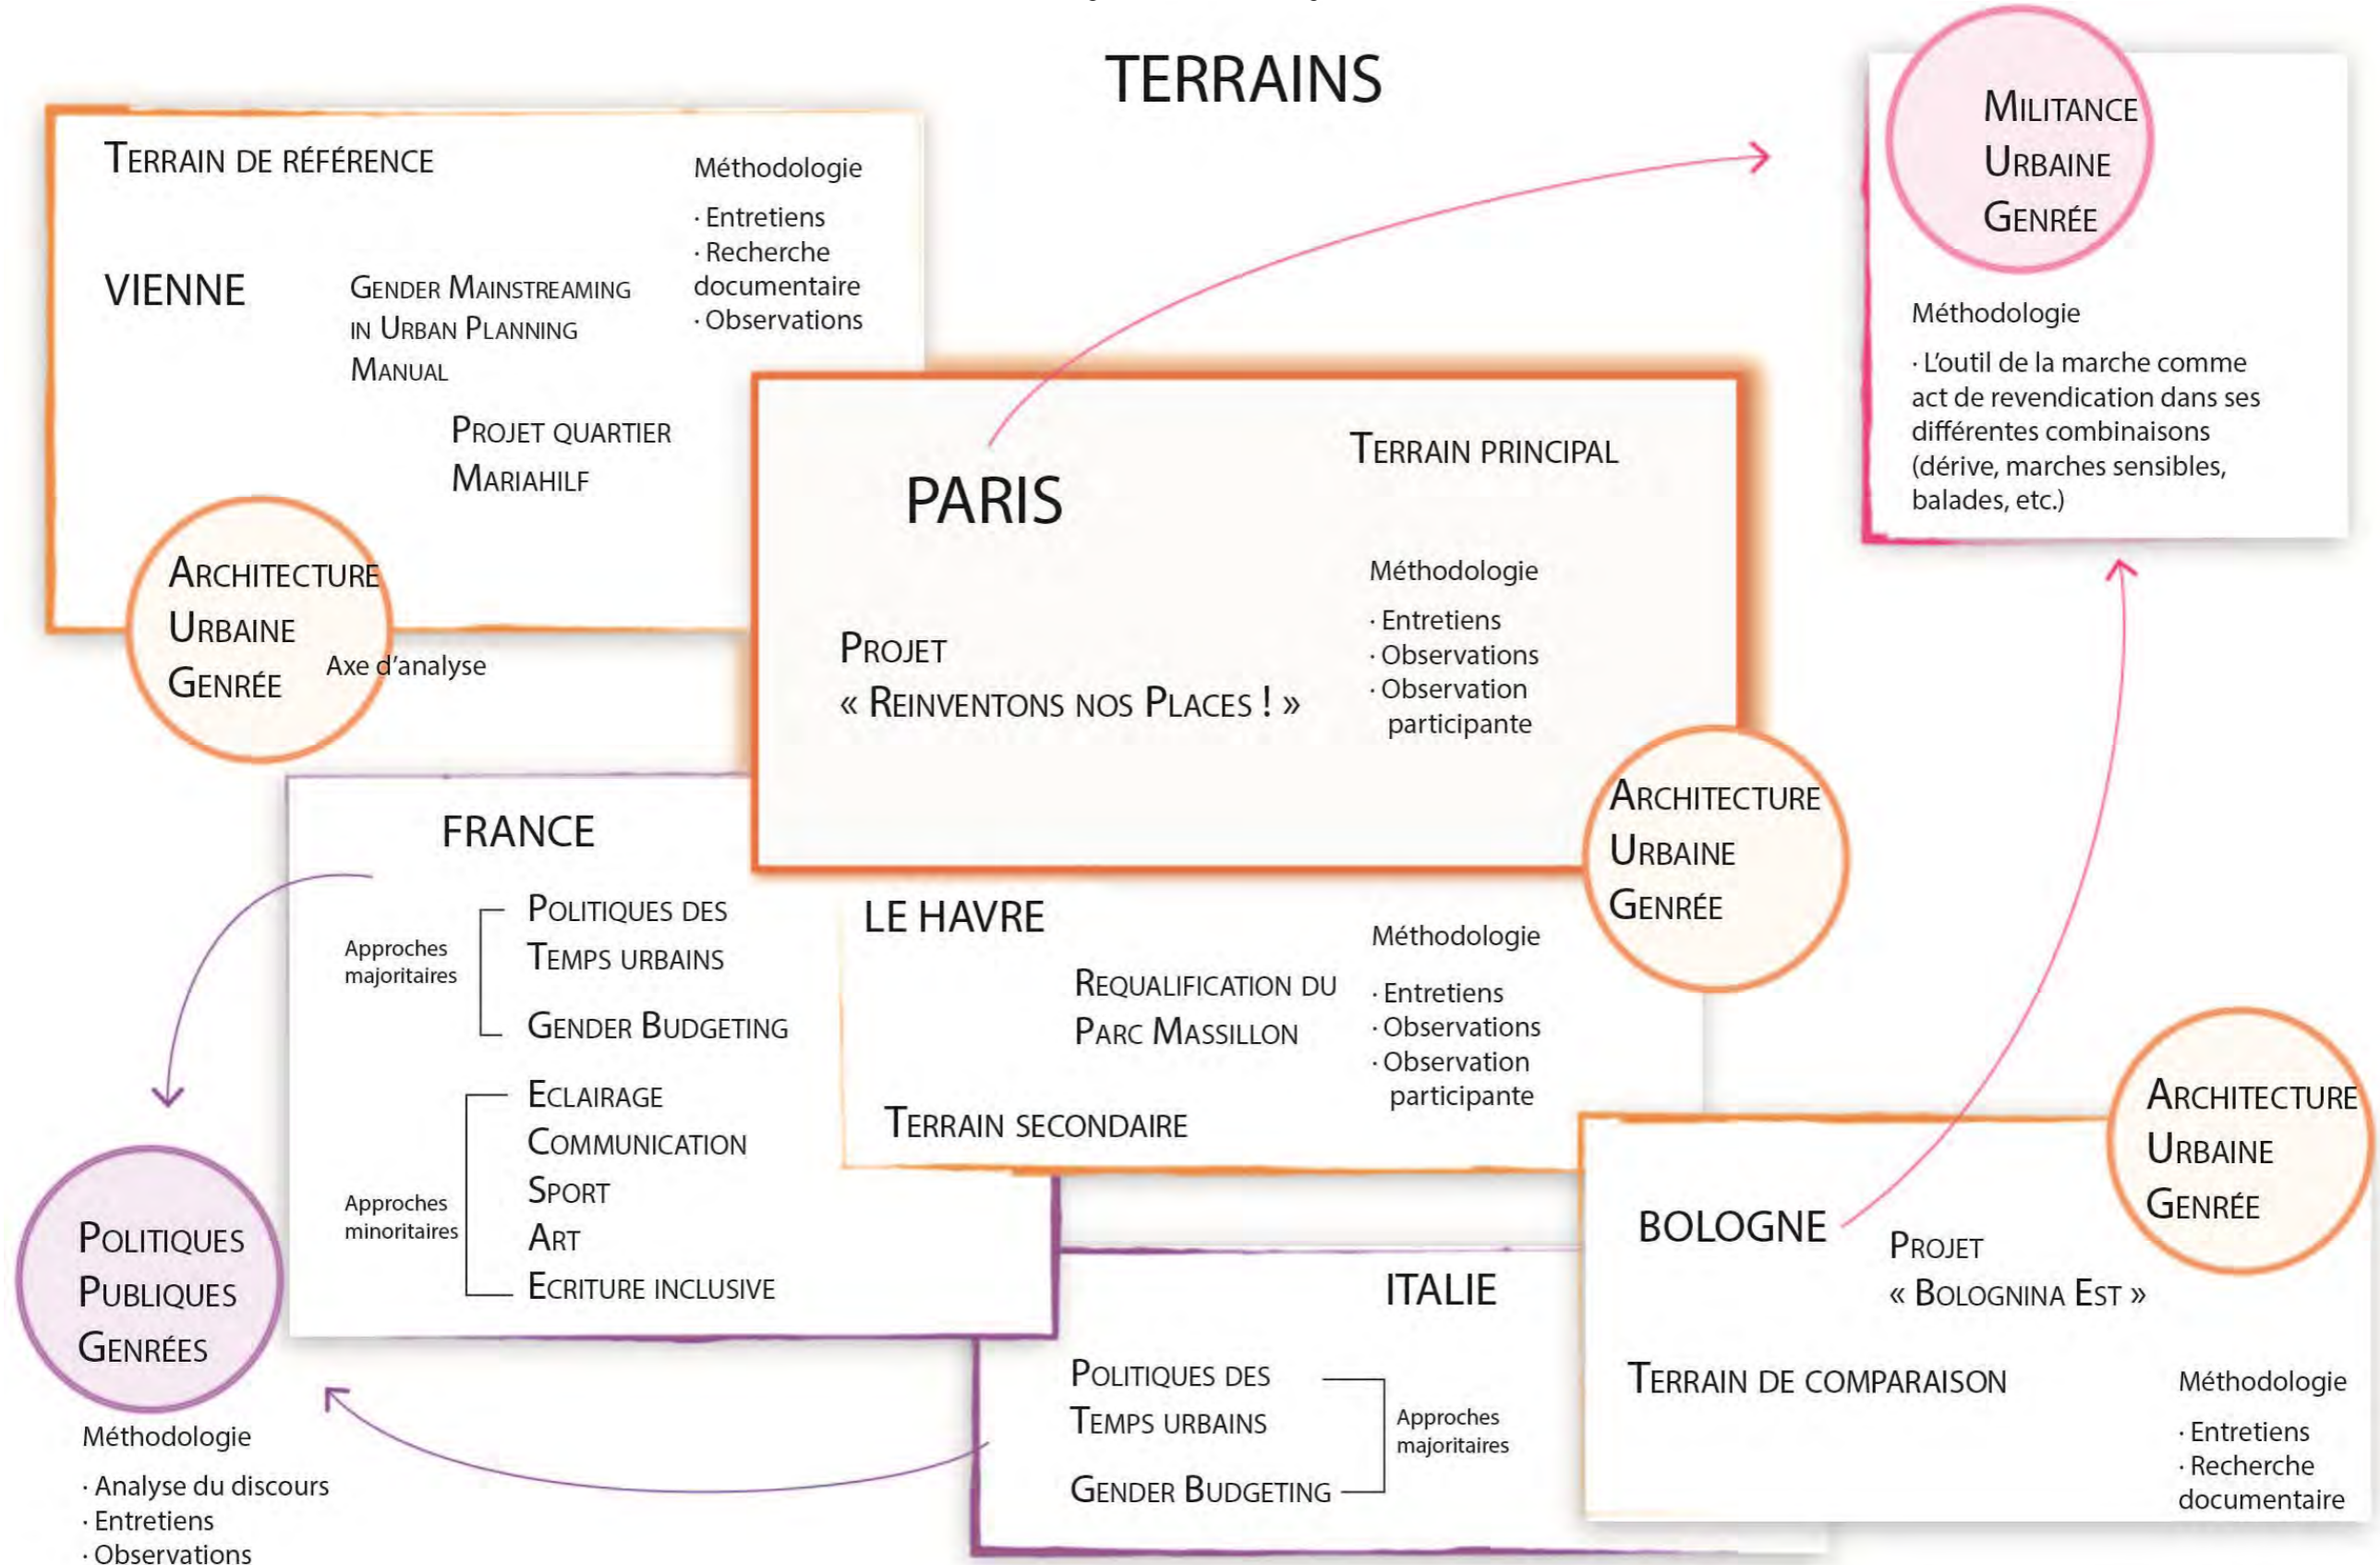 TERRAINS
TERRAIN DE RÉFÉRENCE
VIENNE
GENDER MAINSTREAMING
IN URBAN PLANNING
MANUAL
PROJET QUARTIER
MARIAHILF
Méthodologie
· Entretiens
· Recherche
documentaire
· Observations
ARCHITECTURE
URBAINE
GENRÉE
Axe d’analyse
MILITANCE
URBAINE
GENRÉE
Méthodologie
· L’outil de la marche comme
act de revendication dans ses
différentes combinaisons
(dérive, marches sensibles,
balades, etc.)
PARIS
TERRAIN PRINCIPAL
PROJET
« REINVENTONS NOS PLACES ! »
Méthodologie
· Entretiens
· Observations
· Observation
participante
ARCHITECTURE
URBAINE
GENRÉE
FRANCE
Approches
majoritaires
POLITIQUES DES
TEMPS URBAINS
GENDER BUDGETING
Approches
minoritaires
ECLAIRAGE
COMMUNICATION
SPORT
ART
ECRITURE INCLUSIVE
LE HAVRE
REQUALIFICATION DU
PARC MASSILLON
TERRAIN SECONDAIRE
Méthodologie
· Entretiens
· Observations
· Observation
participante
POLITIQUES
PUBLIQUES
GENRÉES
Méthodologie
· Analyse du discours
· Entretiens
· Observations
ITALIE
POLITIQUES DES
TEMPS URBAINS
GENDER BUDGETING
Approches
majoritaires
BOLOGNE
PROJET
« BOLOGNINA EST »
TERRAIN DE COMPARAISON
Méthodologie
· Entretiens
· Recherche
documentaire
ARCHITECTURE
URBAINE
GENRÉE